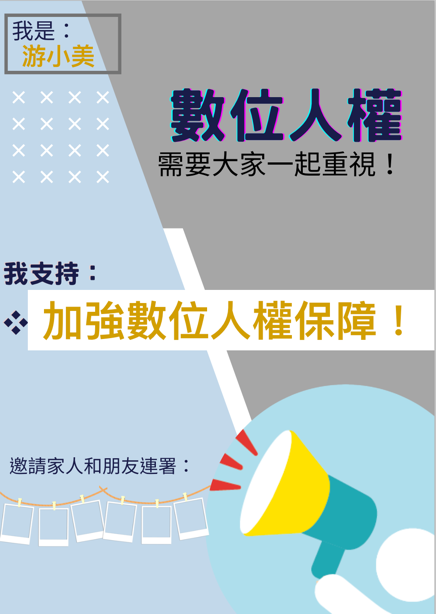 我是：
游小美
數位人權
需要大家一起重視！
我支持：
❖加強數位人權保障！
邀請家人和朋友連署：